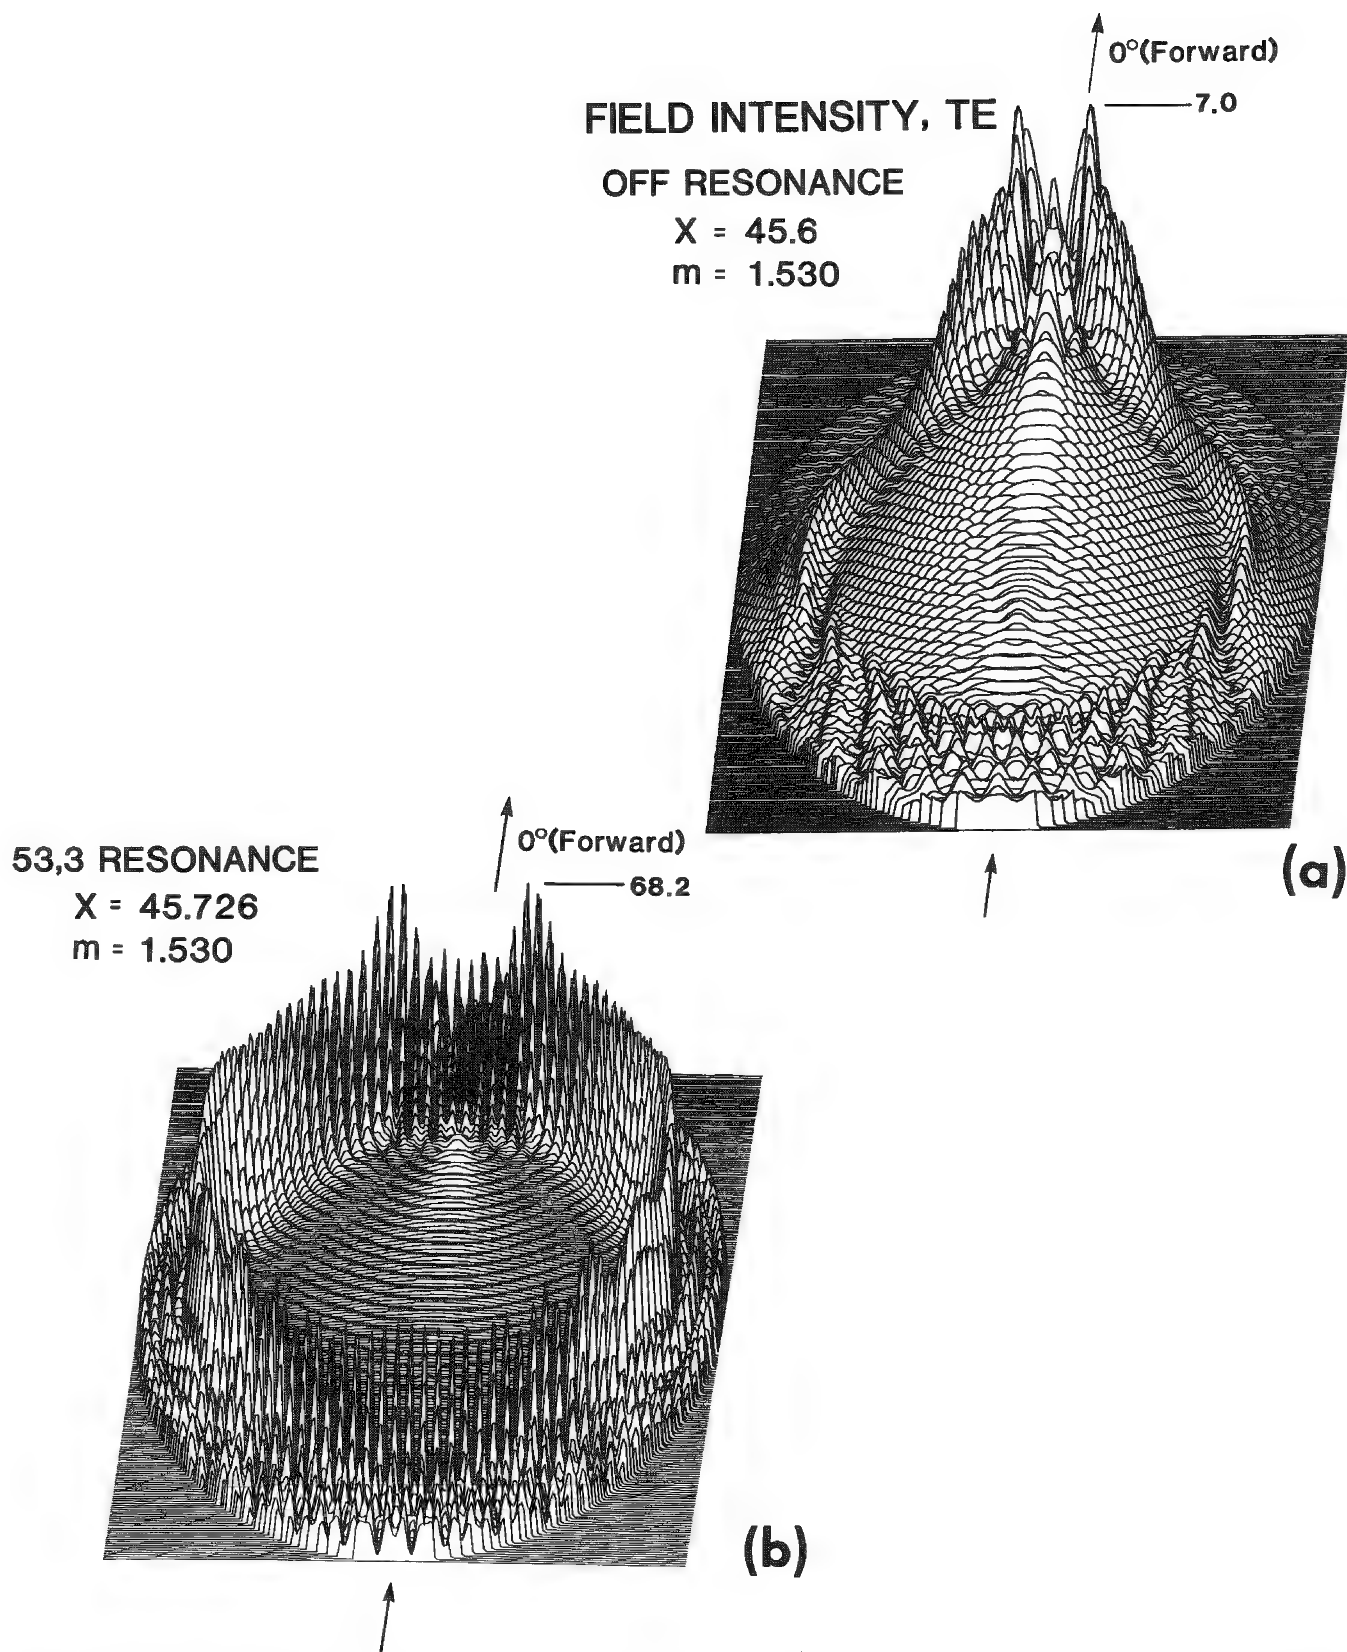 0°(Forward)
7.0
FIELD INTENSITY, TE
OFF RESONANCE
X = 45.6
m = 1.530
(a)
0°(Forward)
53,3 RESONANCE
68.2
X = 45.726
m = 1.530
(b)